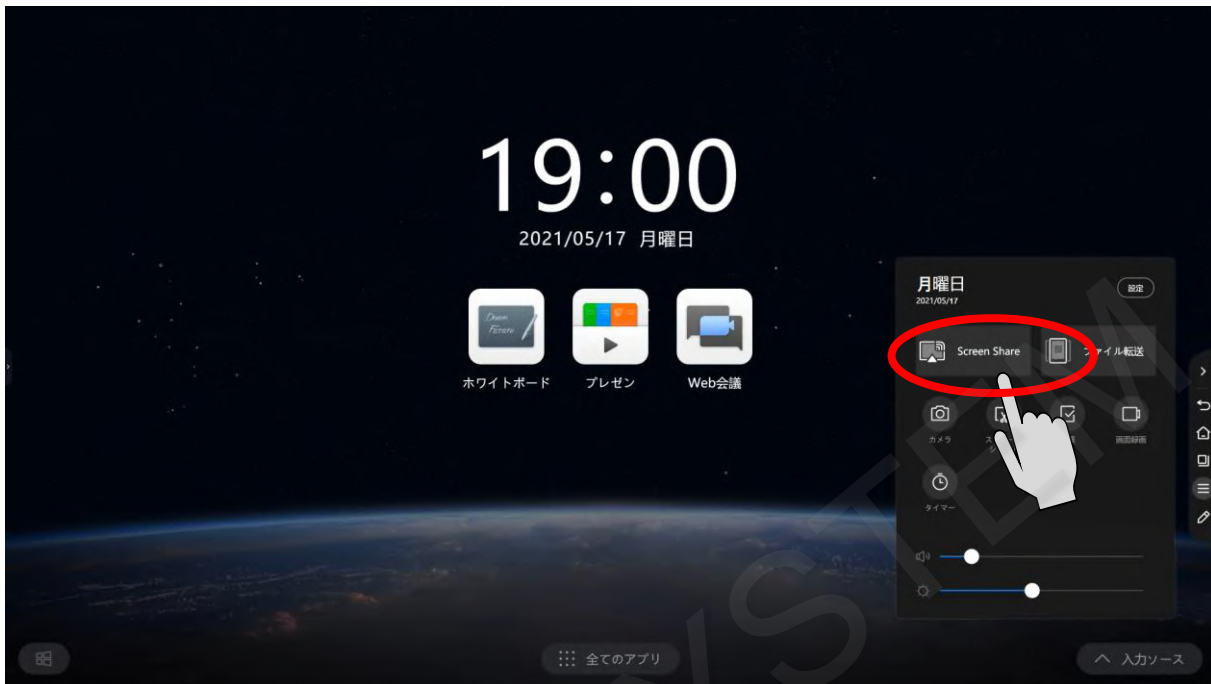 19:00
2021/05/17 月曜日
Dream
Future
ホワイトボード
プレゼン
Web会議
月曜日
2021/05/17
設定
Screen Share
ファイル転送
カメラ
画面録画
タイマー
全てのアプリ
入力ソース
SYSTEM